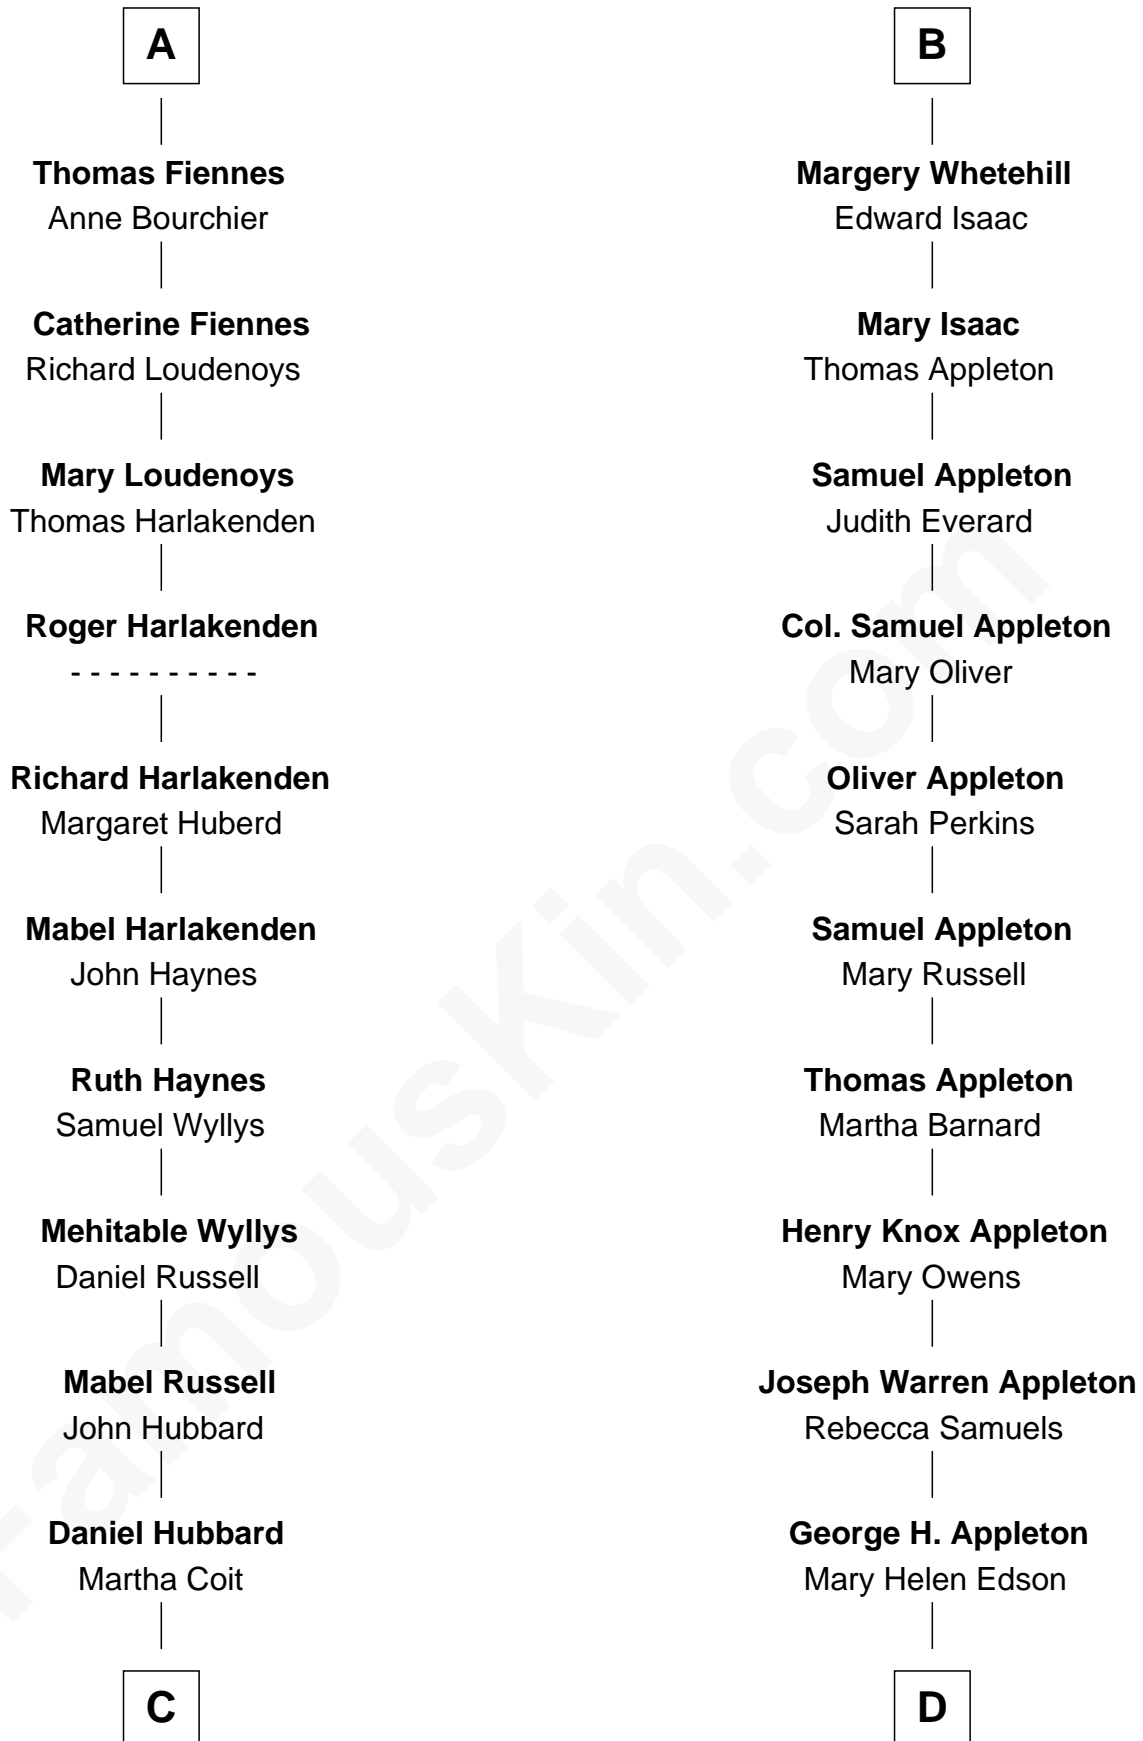 A
Thomas Fiennes
Anne Bourchier
Catherine Fiennes
Richard Loudenoys
Mary Loudenoys
Thomas Harlakenden
Roger Harlakenden
- - - - - - - - - -
Richard Harlakenden
Margaret Huberd
Mabel Harlakenden
John Haynes
Ruth Haynes
Samuel Wyllys
Mehitable Wyllys
Daniel Russell
Mabel Russell
John Hubbard
Daniel Hubbard
Martha Coit
C
B
Margery Whetehill
Edward Isaac
Mary Isaac
Thomas Appleton
Samuel Appleton
Judith Everard
Col. Samuel Appleton
Mary Oliver
Oliver Appleton
Sarah Perkins
Samuel Appleton
Mary Russell
Thomas Appleton
Martha Barnard
Henry Knox Appleton
Mary Owens
Joseph Warren Appleton
Rebecca Samuels
George H. Appleton
Mary Helen Edson
D
FamousKin.com